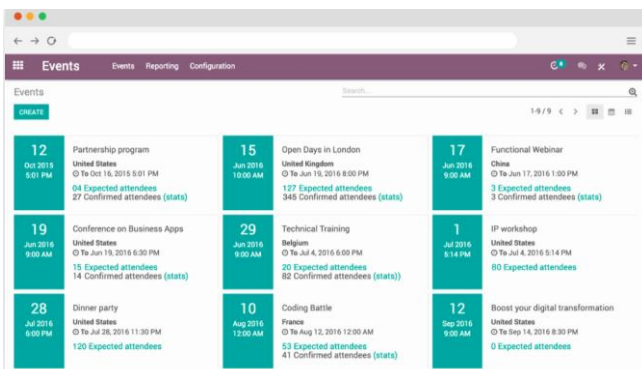 Events
Events Reporting Configuration
Events
Search...
CREATE
1-9 / 9
12
Oct 2015
5:01 PM
Partnership program
United States
To Oct 16, 2015 5:01 PM
04 Expected attendees
27 Confirmed attendees (stats)
15
Jun 2016
10:00 AM
Open Days in London
United Kingdom
To Jun 19, 2016 8:00 PM
127 Expected attendees
345 Confirmed attendees (stats)
17
Jun 2016
9:00 AM
Functional Webinar
China
To Jun 17, 2016 1:00 PM
3 Expected attendees
3 Confirmed attendees (stats)
19
Jun 2016
9:00 AM
Conference on Business Apps
United States
To Jun 19, 2016 6:30 PM
15 Expected attendees
14 Confirmed attendees (stats)
29
Jun 2016
9:00 AM
Technical Training
Belgium
To Jul 4, 2016 6:00 PM
20 Expected attendees
82 Confirmed attendees (stats))
1
Jul 2016
5:14 PM
IP workshop
United States
To Jul 4, 2016 5:14 PM
60 Expected attendees
28
Jul 2016
6:00 PM
Dinner party
United States
To Jul 28, 2016 11:30 PM
120 Expected attendees
10
Aug 2016
12:00 AM
Coding Battle
France
To Aug 12, 2016 12:00 AM
53 Expected attendees
41 Confirmed attendees (stats)
12
Sep 2016
9:00 AM
Boost your digital transformation
United States
To Sep 14, 2016 8:30 PM
0 Expected attendees